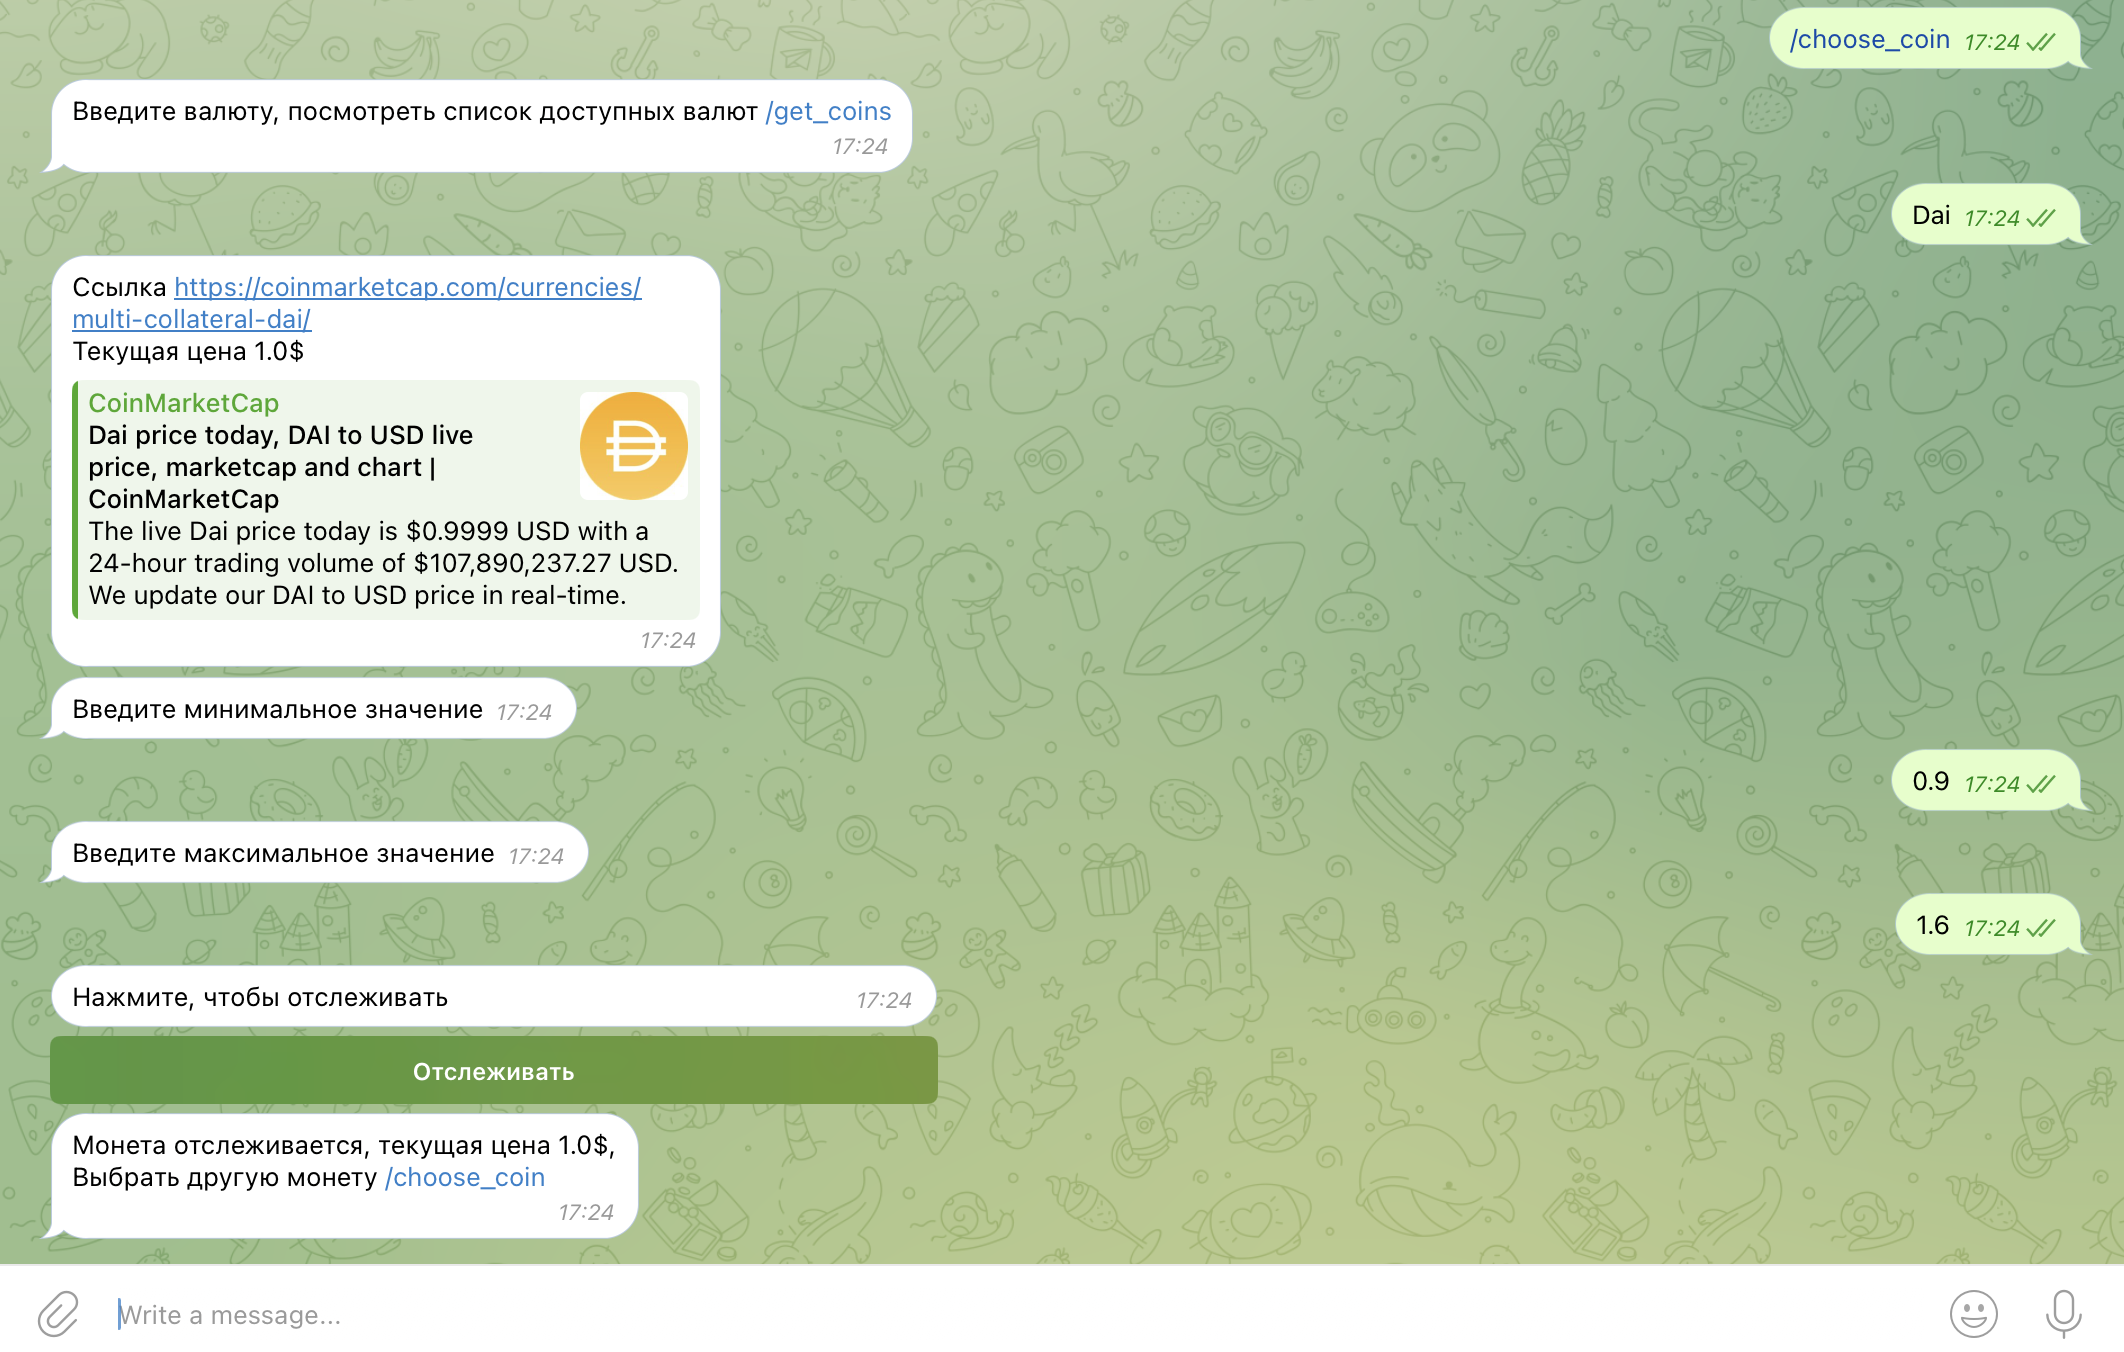 /choose_coin 17:24
Введите валюту, посмотреть список доступных валют /get_coins
17:24
Dai 17:24
Ссылка https://coinmarketcap.com/currencies/
multi-collateral-dai/
Текущая цена 1.0$
CoinMarketCap
Dai price today, DAI to USD live
price, marketcap and chart |
CoinMarketCap
The live Dai price today is $0.9999 USD with a
24-hour trading volume of $107,890,237.27 USD.
We update our DAI to USD price in real-time.
17:24
Введите минимальное значение 17:24
0.9 17:24
Введите максимальное значение 17:24
1.6 17:24
Нажмите, чтобы отслеживать 17:24
Отслеживать
Монета отслеживается, текущая цена 1.0$,
Выбрать другую монету /choose_coin
17:24
Write a message...